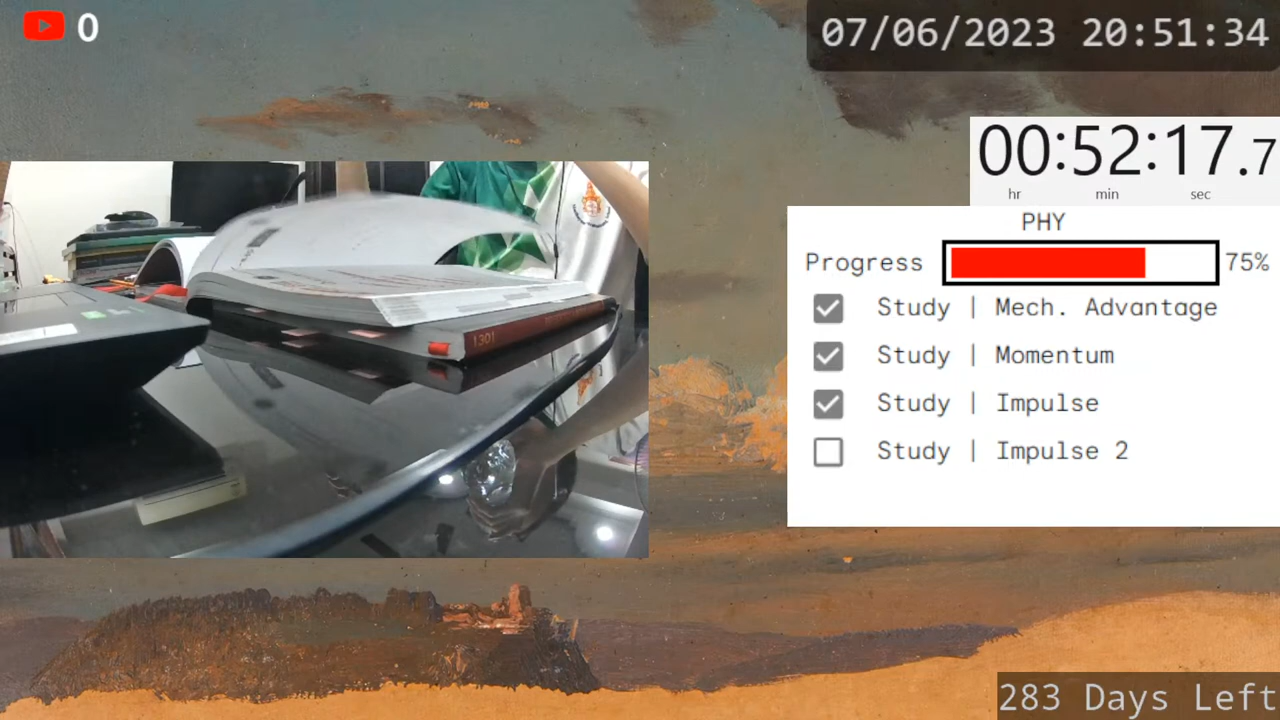 0
07/06/2023 20:51:34
00:52:17.7
hr min sec
PHY
Progress 75%
Study | Mech. Advantage
Study | Momentum
Study | Impulse
Study | Impulse 2
1301
283 Days Left